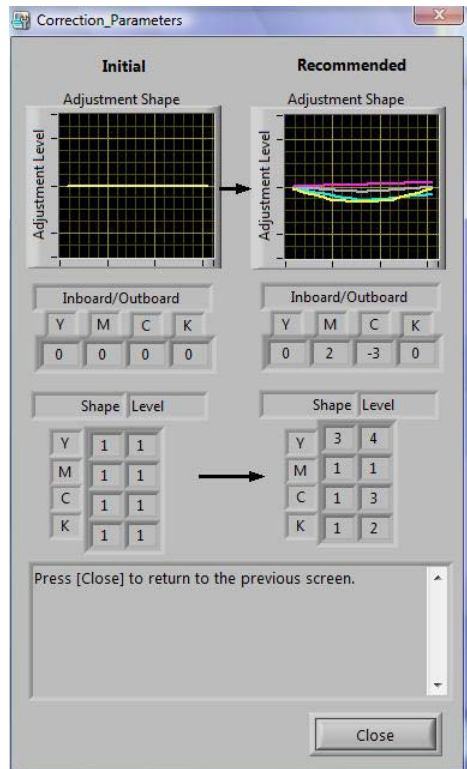 Correction_Parameters
Initial
Recommended
Adjustment Shape
Adjustment Shape
Adjustment Level
Adjustment Level
Inboard/Outboard
Inboard/Outboard
Y M C K
Y M C K
0 0 0 0
0 2 -3 0
Shape Level
Shape Level
Y 1 1
M 1 1
C 1 1
K 1 1
Y 3 4
M 1 1
C 1 3
K 1 2
Press [Close] to return to the previous screen.
Close